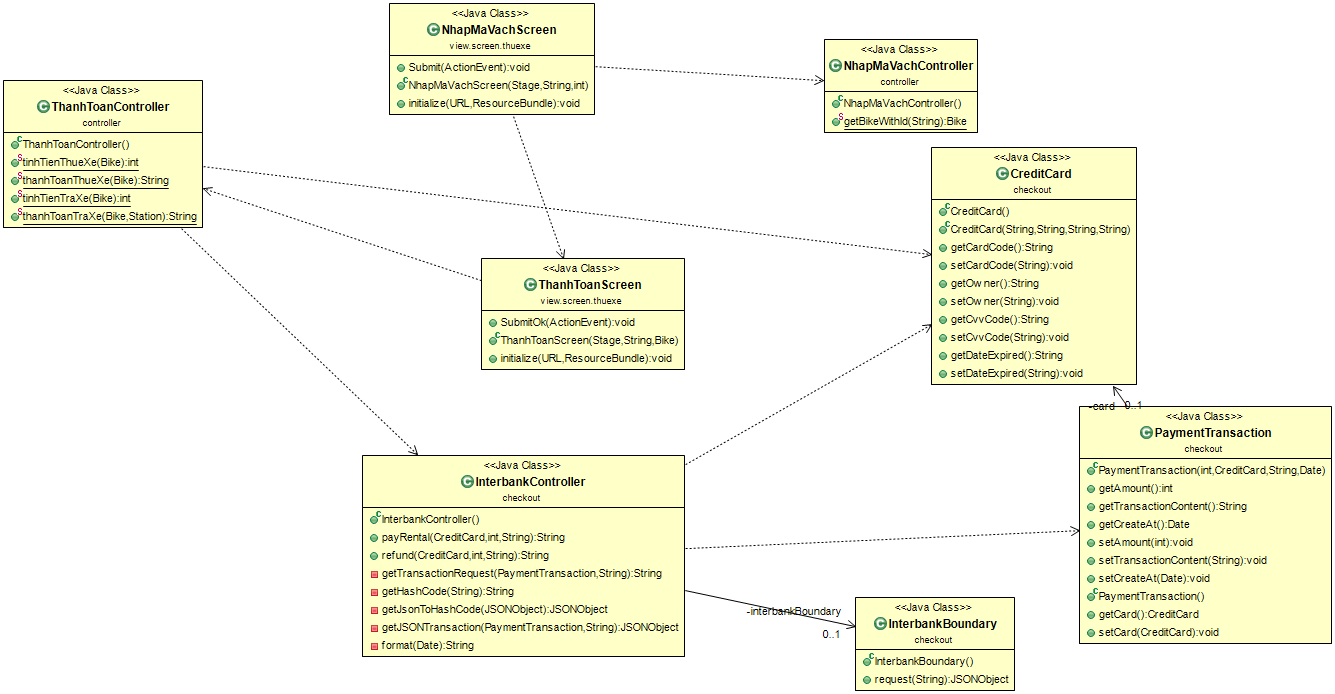 <<Java Class>>
NhapMaVachScreen
view.screen.thuexe
Submit(ActionEvent):void
NhapMaVachScreen(Stage,String,int)
initialize(URL,ResourceBundle):void
<<Java Class>>
NhapMaVachController
controller
NhapMaVachController()
getBikeWithId(String):Bike
<<Java Class>>
ThanhToanController
controller
ThanhToanController()
tinhTienThueXe(Bike):int
thanhToanThueXe(Bike):String
tinhTienTraXe(Bike):int
thanhToanTraXe(Bike,Station):String
<<Java Class>>
CreditCard
checkout
CreditCard()
CreditCard(String,String,String,String)
getCardCode():String
setCardCode(String):void
getOwner():String
setOwner(String):void
getCvvCode():String
setCvvCode(String):void
getDateExpired():String
setDateExpired(String):void
<<Java Class>>
ThanhToanScreen
view.screen.thuexe
SubmitOk(ActionEvent):void
ThanhToanScreen(Stage,String,Bike)
initialize(URL,ResourceBundle):void
-card 0..1
<<Java Class>>
PaymentTransaction
checkout
PaymentTransaction(int,CreditCard,String,Date)
getAmount():int
getTransactionContent():String
getCreateAt():Date
setAmount(int):void
setTransactionContent(String):void
setCreateAt(Date):void
PaymentTransaction()
getCard():CreditCard
setCard(CreditCard):void
<<Java Class>>
InterbankController
checkout
InterbankController()
payRental(CreditCard,int,String):String
refund(CreditCard,int,String):String
getTransactionRequest(PaymentTransaction,String):String
getHashCode(String):String
getJsonToHashCode(JSONObject):JSONObject
getJSONTransaction(PaymentTransaction,String):JSONObject
format(Date):String
-interbankBoundary
0..1
<<Java Class>>
InterbankBoundary
checkout
InterbankBoundary()
request(String):JSONObject